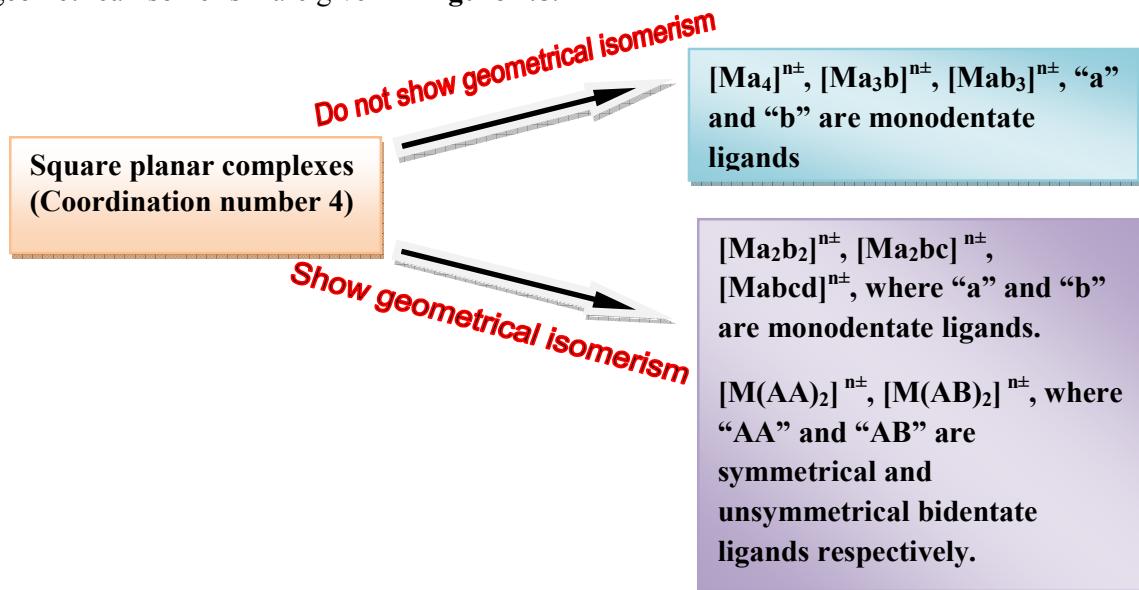 Do not show geometrical isomerism
[Ma₄]ⁿ±, [Ma₃b]ⁿ±, [Mab₃]ⁿ±, “a”
and “b” are monodentate
ligands
Square planar complexes
(Coordination number 4)
Show geometrical isomerism
[Ma₂b₂]ⁿ±, [Ma₂bc] ⁿ±,
[Mabcd]ⁿ±, where “a” and “b”
are monodentate ligands.
[M(AA)₂] ⁿ±, [M(AB)₂] ⁿ±, where
“AA” and “AB” are
symmetrical and
unsymmetrical bidentate
ligands respectively.